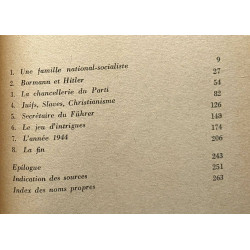 9
1. Une famille national-socialiste 27
2. Bormann et Hitler 54
3. La chancellerie du Parti 82
4. Juifs, Slaves, Christianisme 126
5. Secrétaire du Führer 148
6. Le jeu d'intrigues 174
7. L'année 1944 206
8. La fin
243
Epilogue 251
Indication des sources 263
Index des noms propres